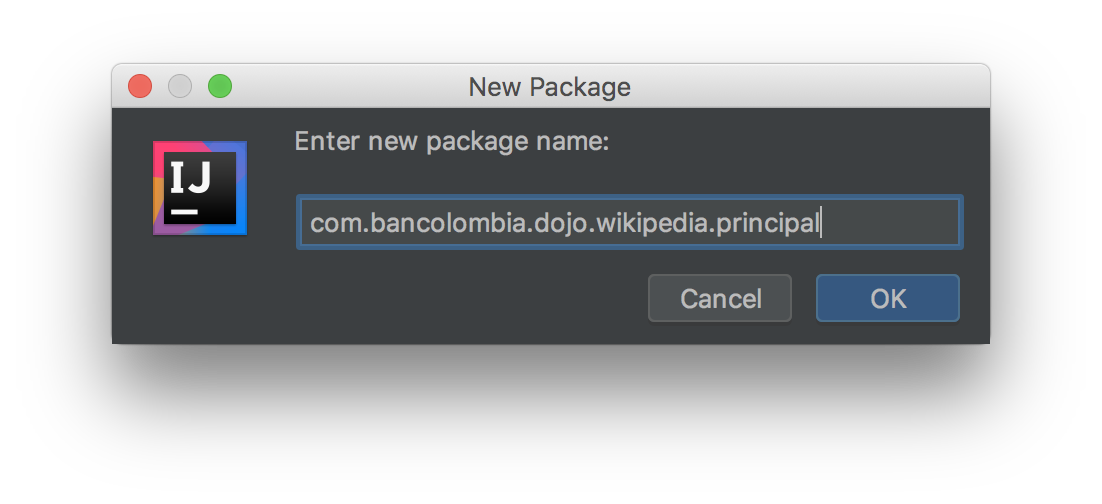 New Package
Enter new package name:
IJ
com.bancolombia.dojo.wikipedia.principal
Cancel OK